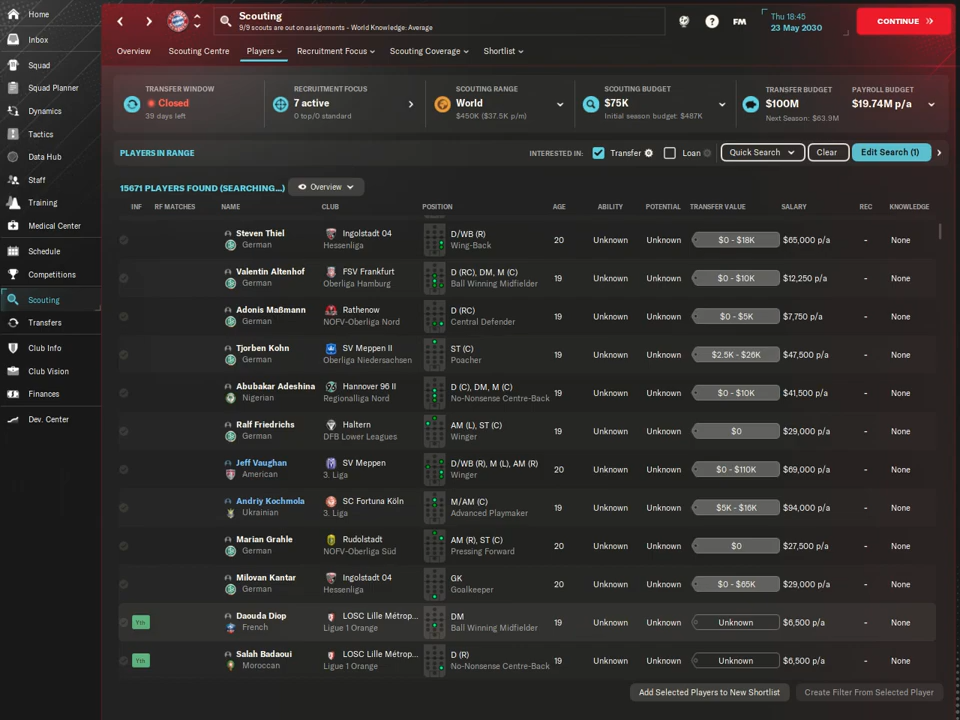 Home
Inbox
Squad
Squad Planner
Dynamics
Tactics
Data Hub
Staff
Training
Medical Center
Schedule
Competitions
Scouting
Transfers
Club Info
Club Vision
Finances
Dev. Center
Scouting
9/9 scouts are out on assignments - World Knowledge: Average
?
FM
Thu 18:45
23 May 2030
CONTINUE
Overview
Scouting Centre
Players
Recruitment Focus
Scouting Coverage
Shortlist
TRANSFER WINDOW
Closed
39 days left
RECRUITMENT FOCUS
7 active
0 top/0 standard
SCOUTING RANGE
World
$450K ($37.5K p/m)
SCOUTING BUDGET
$75K
Initial season budget: $487K
TRANSFER BUDGET
$100M
Next Season: $63.9M
PAYROLL BUDGET
$19.74M p/a
PLAYERS IN RANGE
INTERESTED IN:
Transfer
Loan
Quick Search
Clear
Edit Search (1)
15671 PLAYERS FOUND (SEARCHING...)
Overview
INF RF MATCHES NAME CLUB POSITION AGE ABILITY POTENTIAL TRANSFER VALUE SALARY REC KNOWLEDGE
Steven Thiel Ingolstadt 04 D/WB (R) 20 Unknown Unknown $0 - $18K $65,000 p/a - None
German Hessenliga Wing-Back
Valentin Altenhof FSV Frankfurt D (RC), DM, M (C) 19 Unknown Unknown $0 - $10K $12,250 p/a - None
German Oberliga Hamburg Ball Winning Midfielder
Adonis Maßmann Rathenow D (RC) 19 Unknown Unknown $0 - $5K $7,750 p/a - None
German NOFV-Oberliga Nord Central Defender
Tjorben Kohn SV Meppen II ST (C) 19 Unknown Unknown $2.5K - $26K $47,500 p/a - None
German Oberliga Niedersachsen Poacher
Abubakar Adeshina Hannover 96 II D (C), DM, M (C) 19 Unknown Unknown $0 - $10K $41,500 p/a - None
Nigerian Regionalliga Nord No-Nonsense Centre-Back
Ralf Friedrichs Haltern AM (L), ST (C) 19 Unknown Unknown $0 $29,000 p/a - None
German DFB Lower Leagues Winger
Jeff Vaughan SV Meppen D/WB (R), M (L), AM (R) 20 Unknown Unknown $0 - $110K $69,000 p/a - None
American 3. Liga Winger
Andriy Kochmola SC Fortuna Köln M/AM (C) 19 Unknown Unknown $5K - $16K $94,000 p/a - None
Ukrainian 3. Liga Advanced Playmaker
Marian Grahle Rudolstadt AM (R), ST (C) 20 Unknown Unknown $0 $27,500 p/a - None
German NOFV-Oberliga Süd Pressing Forward
Milovan Kantar Ingolstadt 04 GK 20 Unknown Unknown $0 - $65K $29,000 p/a - None
German Hessenliga Goalkeeper
Yth Daouda Diop LOSC Lille Métrop... DM 19 Unknown Unknown Unknown $6,500 p/a - None
French Ligue 1 Orange Ball Winning Midfielder
Yth Salah Badaoui LOSC Lille Métrop... D (R) 19 Unknown Unknown Unknown $6,500 p/a - None
Moroccan Ligue 1 Orange No-Nonsense Centre-Back
Add Selected Players to New Shortlist
Create Filter From Selected Player